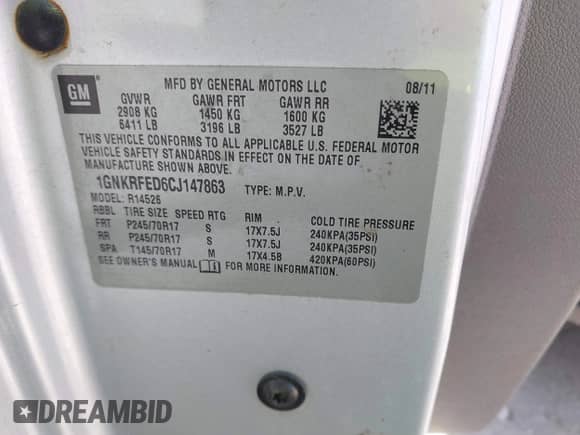 GM
MFD BY GENERAL MOTORS LLC 08/11
GVWR GAWR FRT GAWR RR
2908 KG 1450 KG 1600 KG
6411 LB 3196 LB 3527 LB
THIS VEHICLE CONFORMS TO ALL APPLICABLE U.S. FEDERAL MOTOR
VEHICLE SAFETY STANDARDS IN EFFECT ON THE DATE OF
MANUFACTURE SHOWN ABOVE.
1GNKRFED6CJ147863 TYPE: M.P.V.
MODEL: R14526
RBBL TIRE SIZE SPEED RTG RIM COLD TIRE PRESSURE
FRT P245/70R17 S 17X7.5J 240KPA(35PSI)
RR P245/70R17 S 17X7.5J 240KPA(35PSI)
SPA T145/70R17 M 17X4.5B 420KPA(60PSI)
SEE OWNER'S MANUAL FOR MORE INFORMATION.
DREAMBID